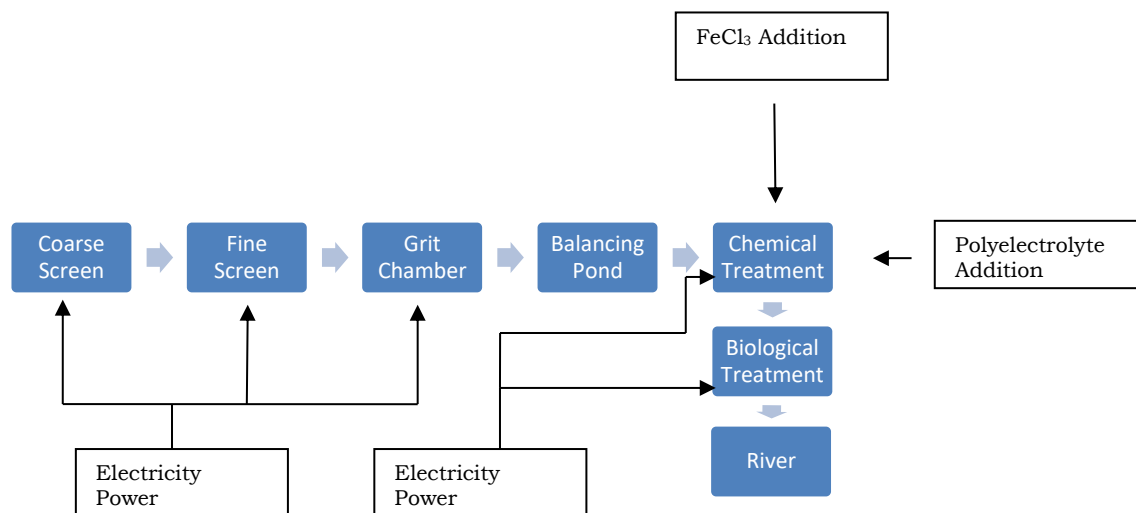 FeCl₃ Addition
Coarse
Screen
Fine
Screen
Grit
Chamber
Balancing
Pond
Chemical
Treatment
Polyelectrolyte
Addition
Biological
Treatment
River
Electricity
Power
Electricity
Power